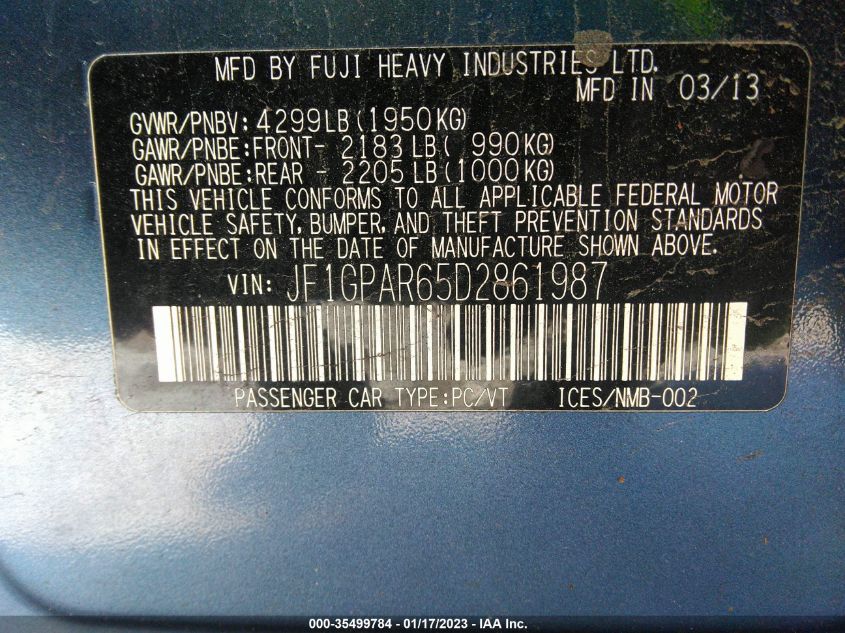 MFD BY FUJI HEAVY INDUSTRIES LTD.
MFD IN 03/13
GVWR/PNBV: 4299LB (1950KG)
GAWR/PNBE: FRONT- 2183 LB ( 990KG)
GAWR/PNBE: REAR - 2205 LB (1000KG)
THIS VEHICLE CONFORMS TO ALL APPLICABLE FEDERAL MOTOR
VEHICLE SAFETY, BUMPER, AND THEFT PREVENTION STANDARDS
IN EFFECT ON THE DATE OF MANUFACTURE SHOWN ABOVE.
VIN: JF1GPAR65D2861987
PASSENGER CAR TYPE: PC/VT ICES/NMB-002
000-35499784 - 01/17/2023 - IAA Inc.